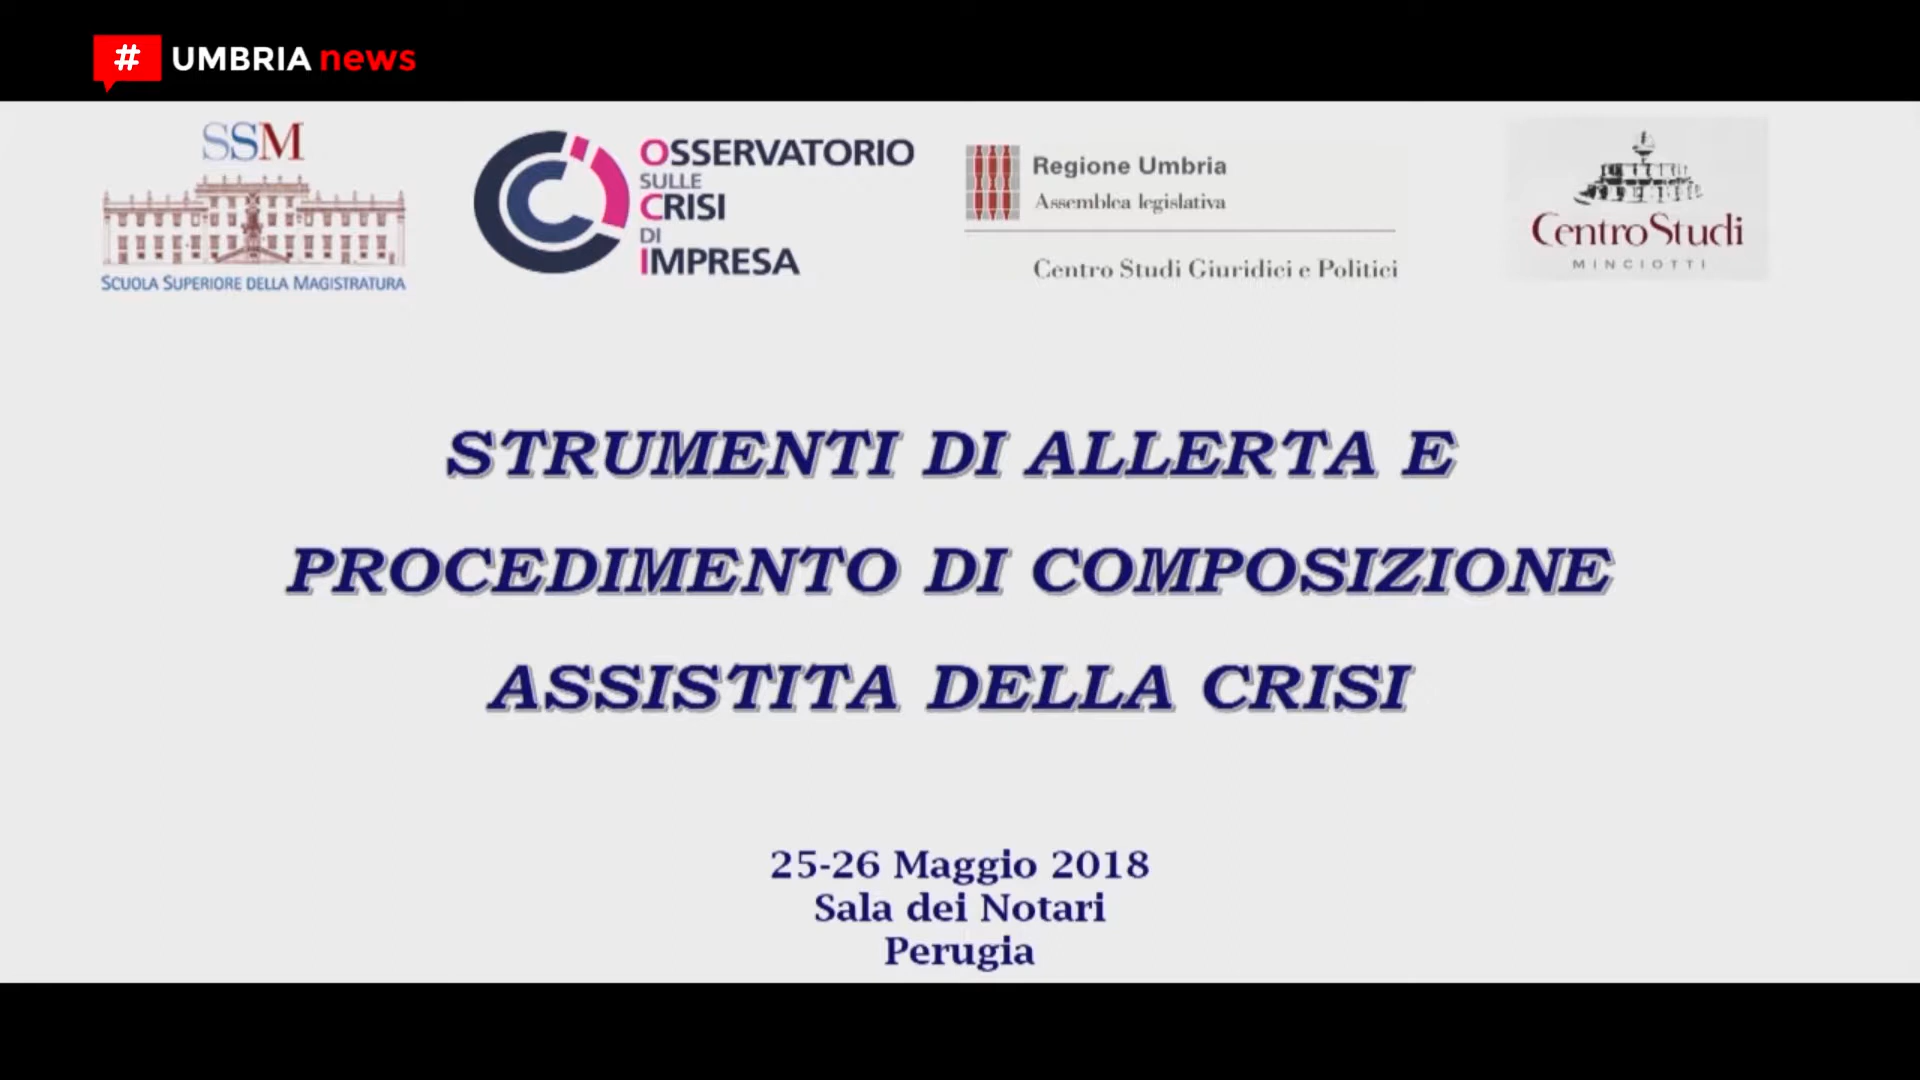 # UMBRIA news
SSM
SCUOLA SUPERIORE DELLA MAGISTRATURA
OSSERVATORIO
SULLE
CRISI
DI
IMPRESA
Regione Umbria
Assemblea legislativa
Centro Studi Giuridici e Politici
Centro Studi
MINCIOTTI
STRUMENTI DI ALLERTA E
PROCEDIMENTO DI COMPOSIZIONE
ASSISTITA DELLA CRISI
25-26 Maggio 2018
Sala dei Notari
Perugia